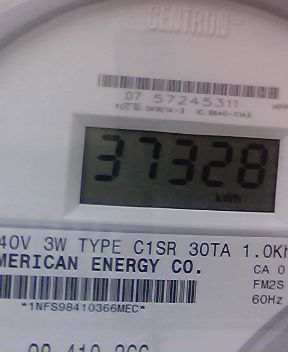 CENTRON®
07 57245311
37328
kWh
40V 3W TYPE C1SR 30TA 1.0Kh
MERICAN ENERGY CO.
CA 0
FM2S
60Hz
*1NFS98410366MEC*